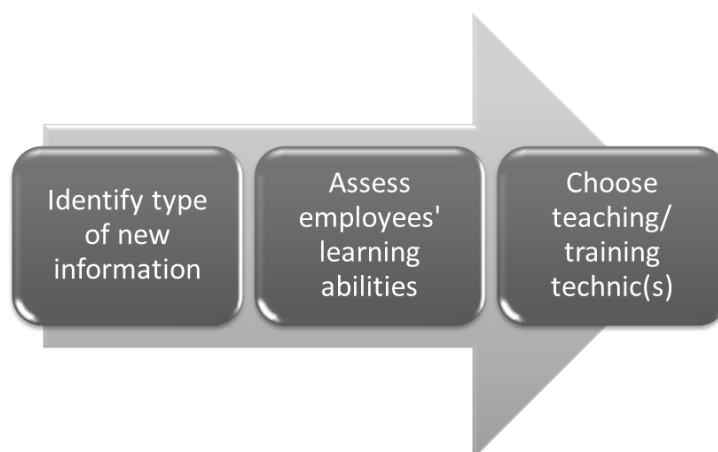 Identify type
of new
information
Assess
employees'
learning
abilities
Choose
teaching/
training
technic(s)